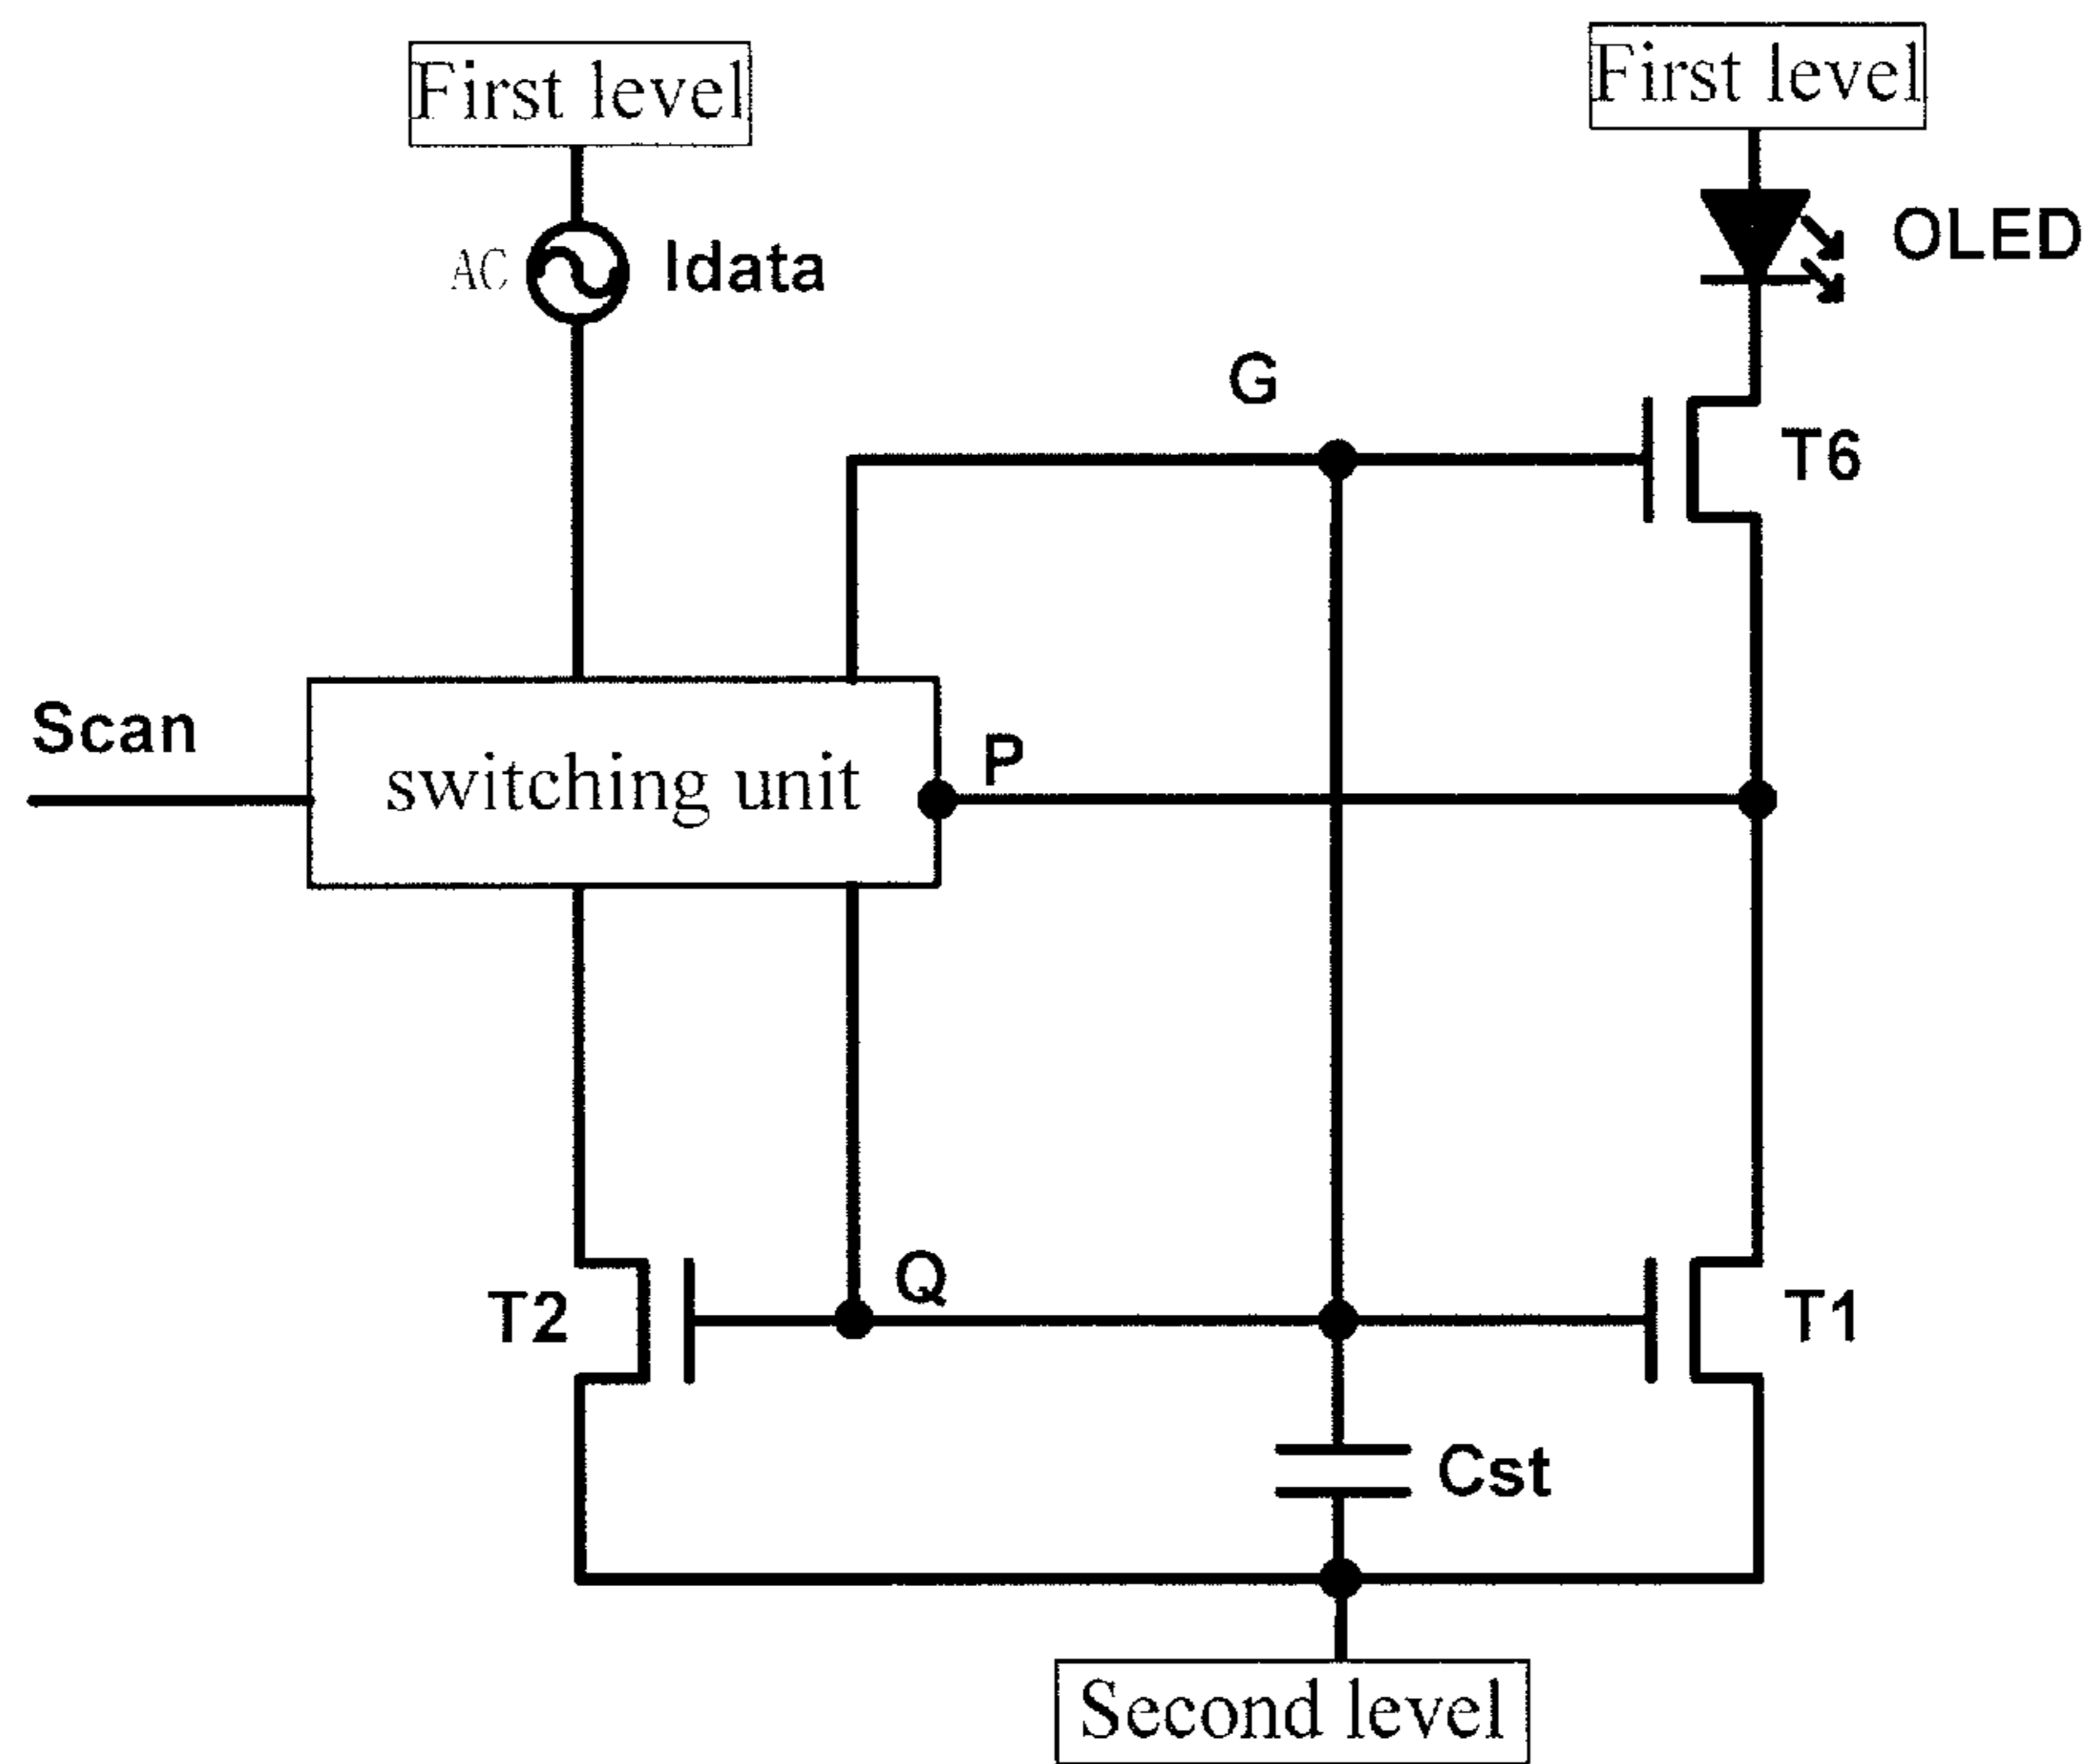 First level
First level
AC
Idata
OLED
G
T6
Scan
switching unit
P
Q
T2
T1
Cst
Second level